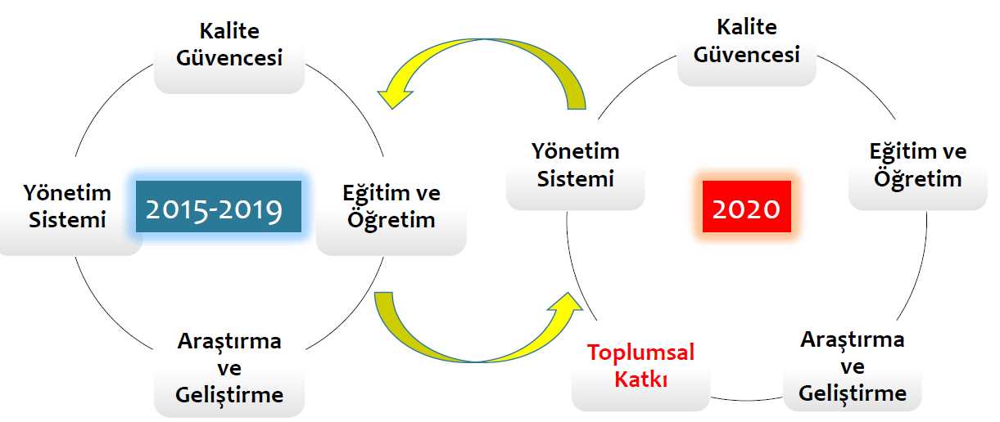 Kalite
Güvencesi
Yönetim
Sistemi
2015-2019
Eğitim ve
Öğretim
Araştırma
ve
Geliştirme
Kalite
Güvencesi
Yönetim
Sistemi
2020
Eğitim ve
Öğretim
Toplumsal
Katkı
Araştırma
ve
Geliştirme